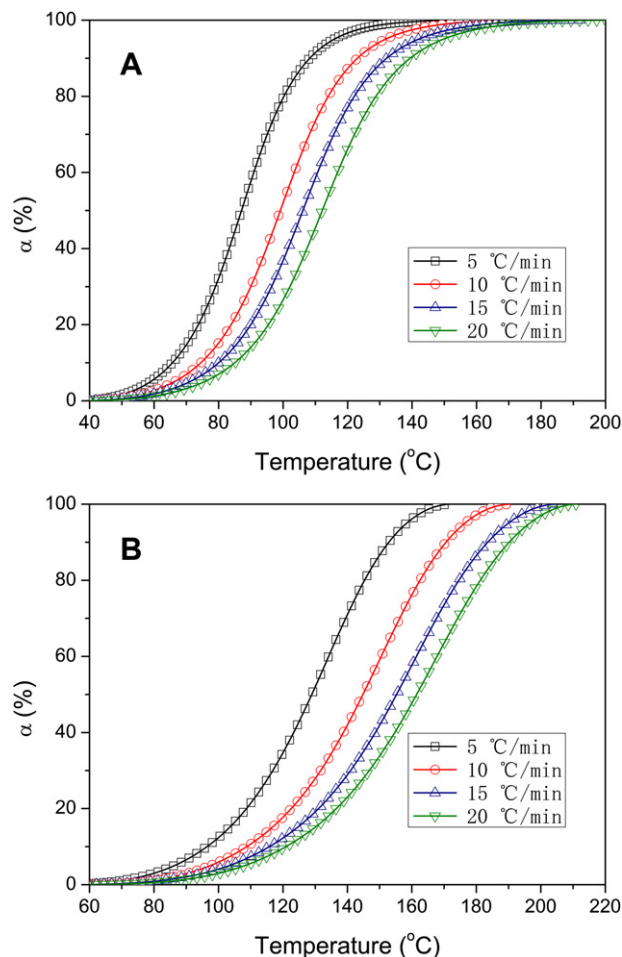 100
80
60
40
20
0
α (%)
A
5 ℃/min
10 ℃/min
15 ℃/min
20 ℃/min
40 60 80 100 120 140 160 180 200
Temperature (°C)
100
80
60
40
20
0
α (%)
B
5 ℃/min
10 ℃/min
15 ℃/min
20 ℃/min
60 80 100 120 140 160 180 200 220
Temperature (°C)